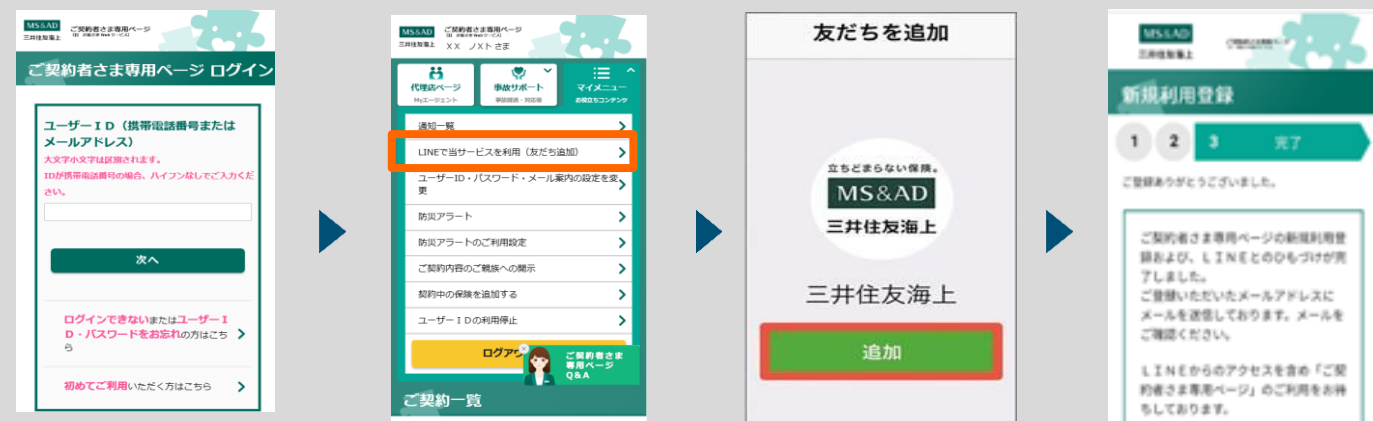 MS&AD
三井住友海上
ご契約者さま専用ページ
ご契約者さま専用ページ ログイン
ユーザーＩＤ（携帯電話番号または
メールアドレス）
大文字小文字は区別されます。
IDが携帯電話番号の場合、ハイフンなしでご入力くだ
さい。
次へ
ログインできないまたはユーザーＩ
Ｄ・パスワードをお忘れの方はこち
ら
初めてご利用いただく方はこちら
MS&AD
三井住友海上
ご契約者さま専用ページ
代理店ページ
Myエージェント
事故サポート
マイメニュー
お役立ちコンテンツ
通知一覧
LINEで当サービスを利用（友だち追加）
ユーザーID・パスワード・メール案内の設定を変
更
防災アラート
防災アラートのご利用設定
ご契約内容のご親族への開示
契約中の保険を追加する
ユーザーＩＤの利用停止
ログアウ
ご契約者さま
専用ページ
Q&A
ご契約一覧
友だちを追加
立ちどまらない保険。
MS&AD
三井住友海上
三井住友海上
追加
MS&AD
三井住友海上
新規利用登録
1 2 3 完了
ご登録ありがとうございました。
ご契約者さま専用ページの新規利用登
録および、ＬＩＮＥとのひもづけが完
了しました。
ご登録いただいたメールアドレスに
メールを送信しております。メールを
ご確認ください。
ＬＩＮＥからのアクセスを含め「ご契
約者さま専用ページ」のご利用をお待
ちしております。